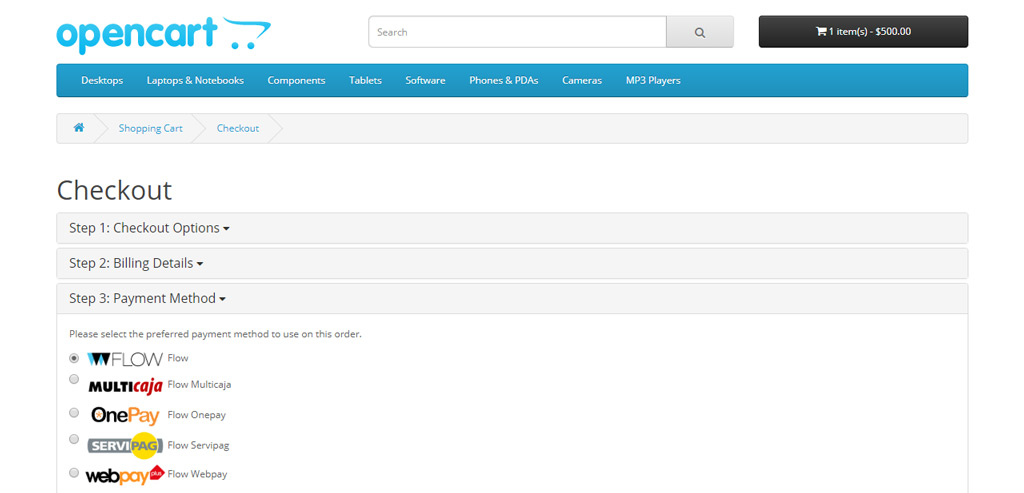 opencart
Search
1 item(s) - $500.00
Desktops Laptops & Notebooks Components Tablets Software Phones & PDAs Cameras MP3 Players
Shopping Cart Checkout
Checkout
Step 1: Checkout Options
Step 2: Billing Details
Step 3: Payment Method
Please select the preferred payment method to use on this order.
FLOW Flow
MULTICAJA Flow Multicaja
OnePay Flow Onepay
SERVIPAG Flow Servipag
webpay plus Flow Webpay